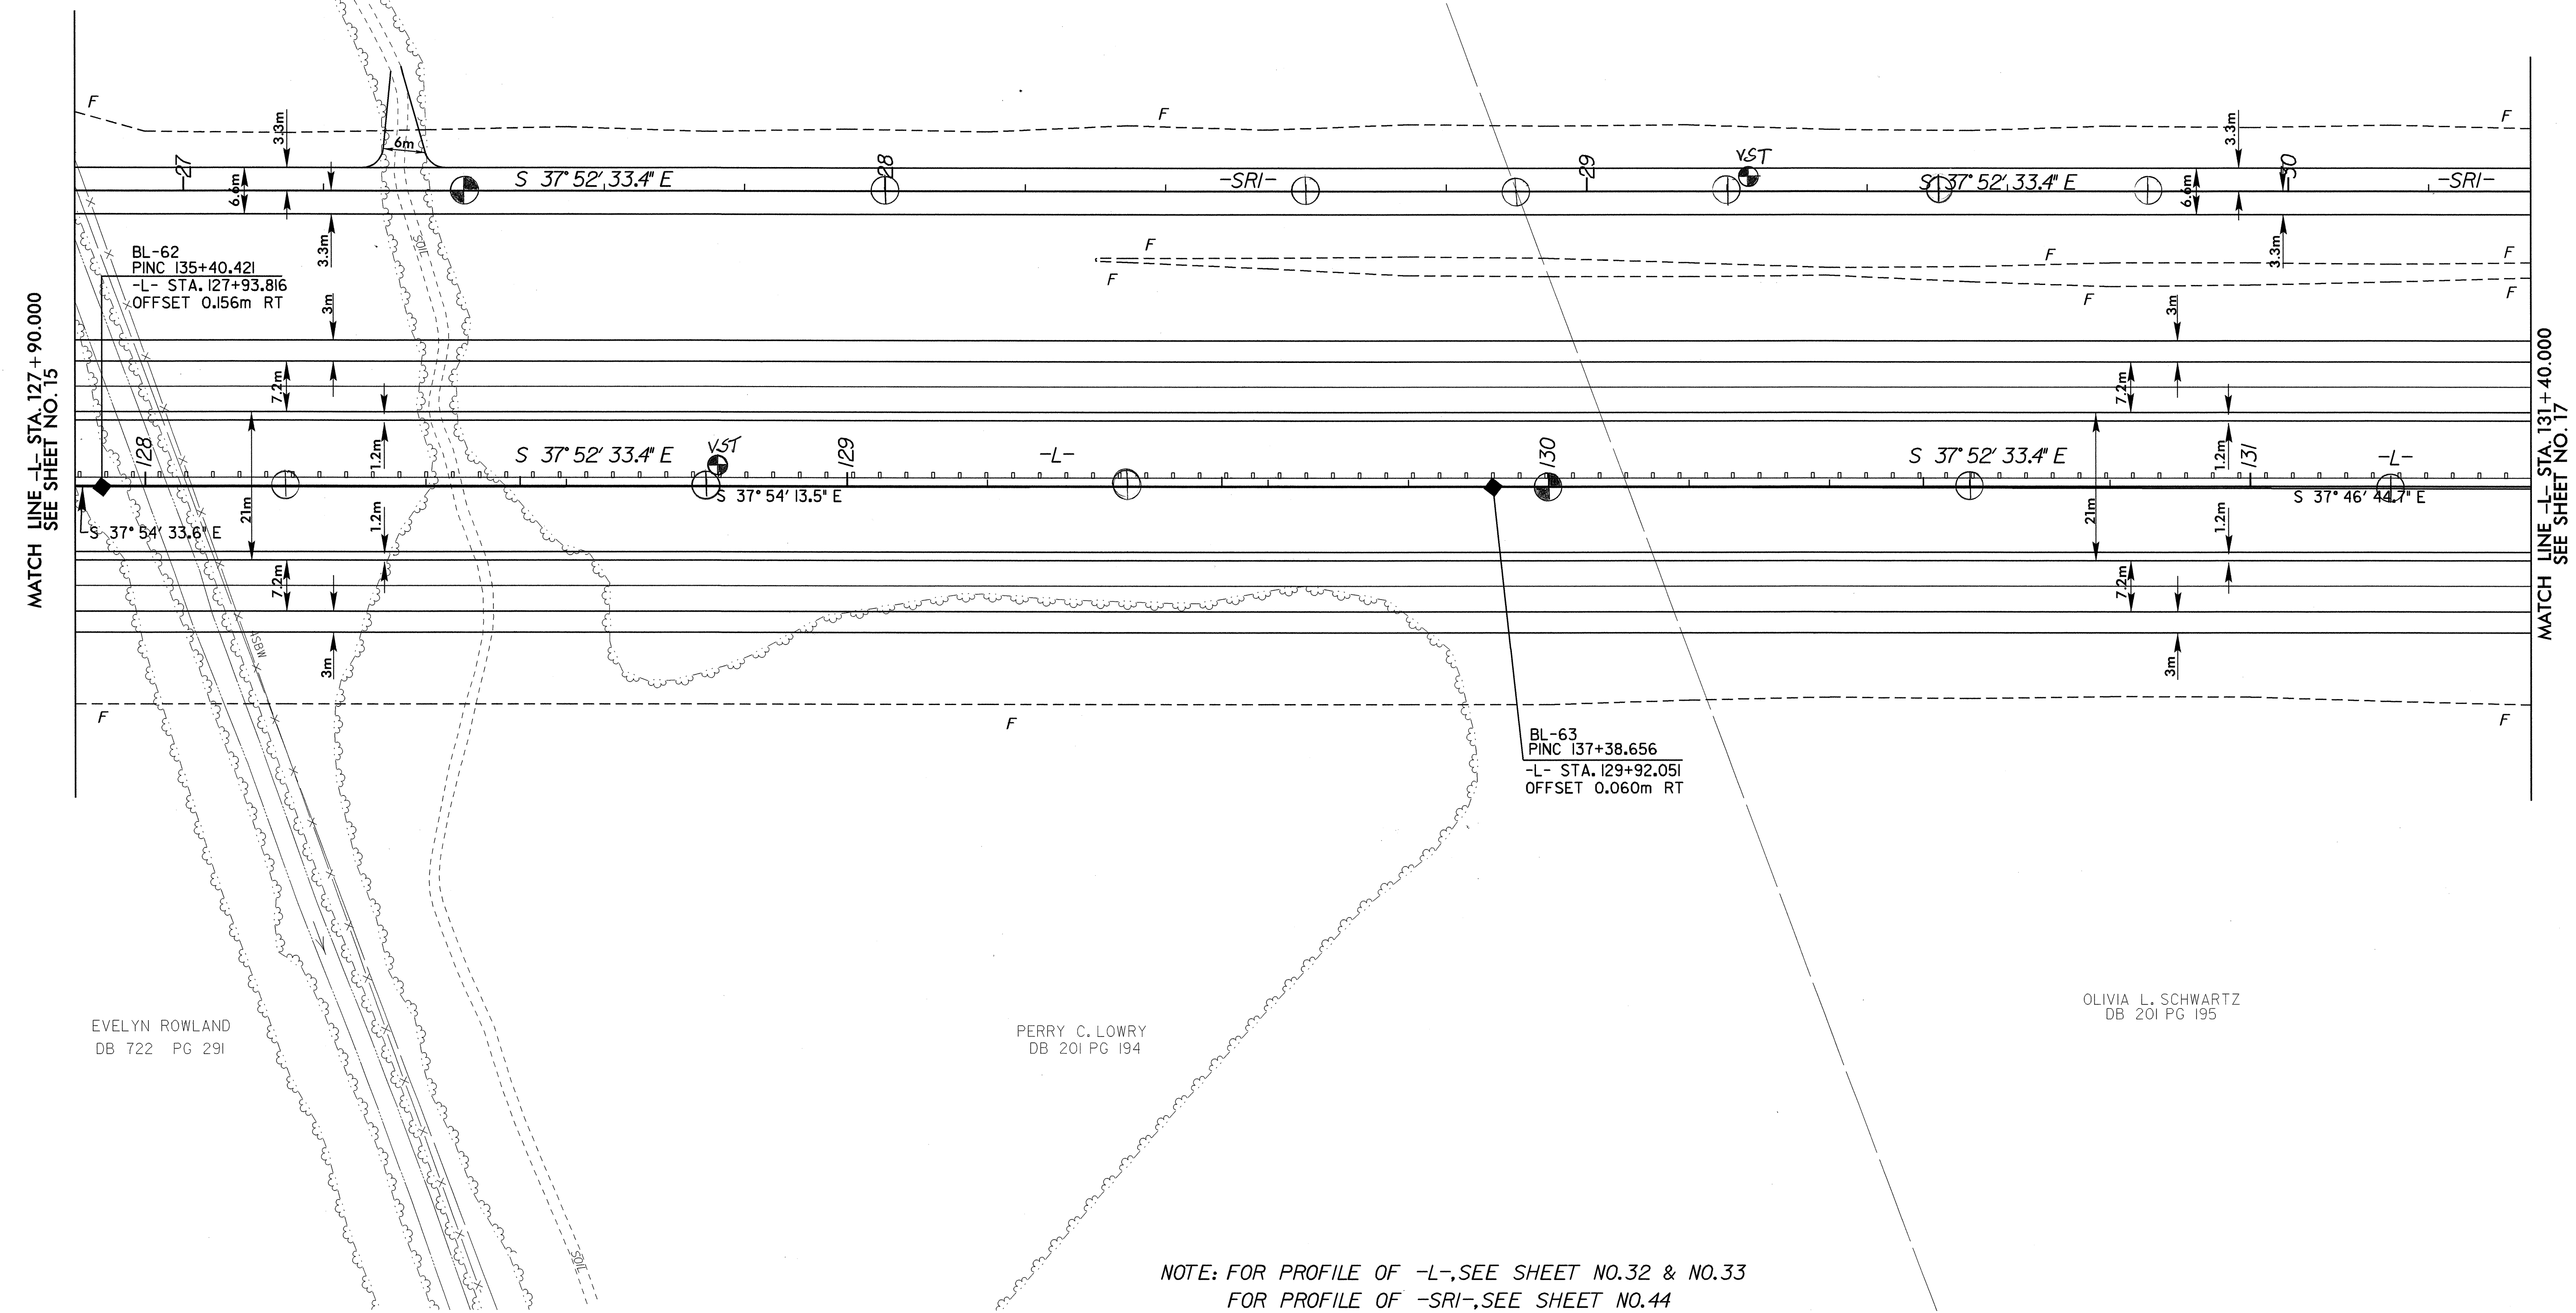 F
F
F
3.3m
6m
3.3m
VST
-27
28
29
30
S 37° 52' 33.4" E
-SR1-
S 37° 52' 33.4" E
-SR1-
6.6m
6.6m
SOIL
3.3m
3.3m
BL-62
PINC 135+40.421
-L- STA. 127+93.816
OFFSET 0.156m RT
F
F
F
F
F
F
3m
3m
MATCH LINE -L- STA. 127+90.000
SEE SHEET NO. 15
MATCH LINE -L- STA. 131+40.000
SEE SHEET NO. 17
7.2m
7.2m
128
129
130
131
1.2m
1.2m
S 37° 52' 33.4" E
VST
-L-
S 37° 52' 33.4" E
-L-
S 37° 54' 13.5" E
S 37° 46' 44.7" E
S 37° 54' 33.6" E
21m
21m
1.2m
1.2m
7.2m
7.2m
ASBW
3m
3m
F
F
F
BL-63
PINC 137+38.656
-L- STA. 129+92.051
OFFSET 0.060m RT
EVELYN ROWLAND
DB 722 PG 291
PERRY C. LOWRY
DB 201 PG 194
OLIVIA L. SCHWARTZ
DB 201 PG 195
SOIL
NOTE: FOR PROFILE OF -L-, SEE SHEET NO. 32 & NO. 33
FOR PROFILE OF -SR1-, SEE SHEET NO. 44